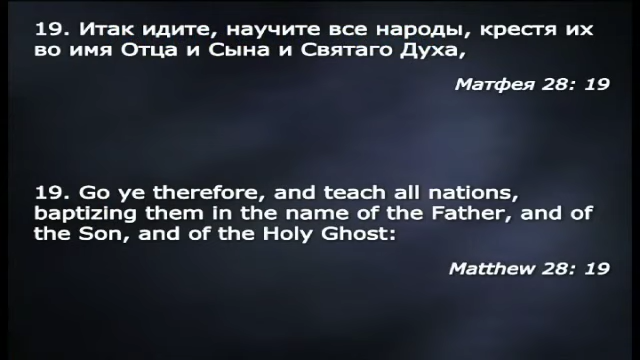 19. Итак идите, научите все народы, крестя их
во имя Отца и Сына и Святаго Духа,
Матфея 28: 19
19. Go ye therefore, and teach all nations,
baptizing them in the name of the Father, and of
the Son, and of the Holy Ghost:
Matthew 28: 19